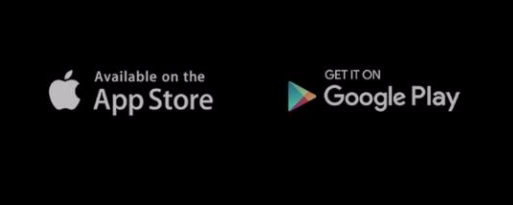 Available on the
App Store
GET IT ON
Google Play